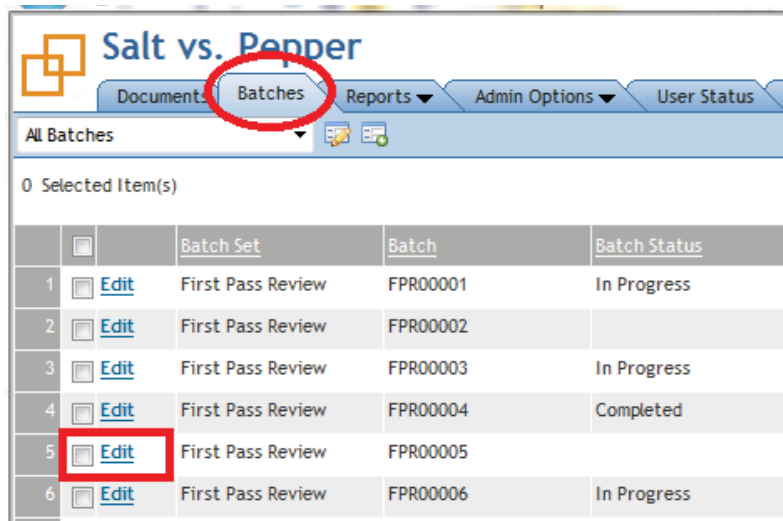 Salt vs. Pepper
Documents Batches Reports Admin Options User Status
All Batches
0 Selected Item(s)
Batch Set Batch Batch Status
1 Edit First Pass Review FPR00001 In Progress
2 Edit First Pass Review FPR00002
3 Edit First Pass Review FPR00003 In Progress
4 Edit First Pass Review FPR00004 Completed
5 Edit First Pass Review FPR00005
6 Edit First Pass Review FPR00006 In Progress